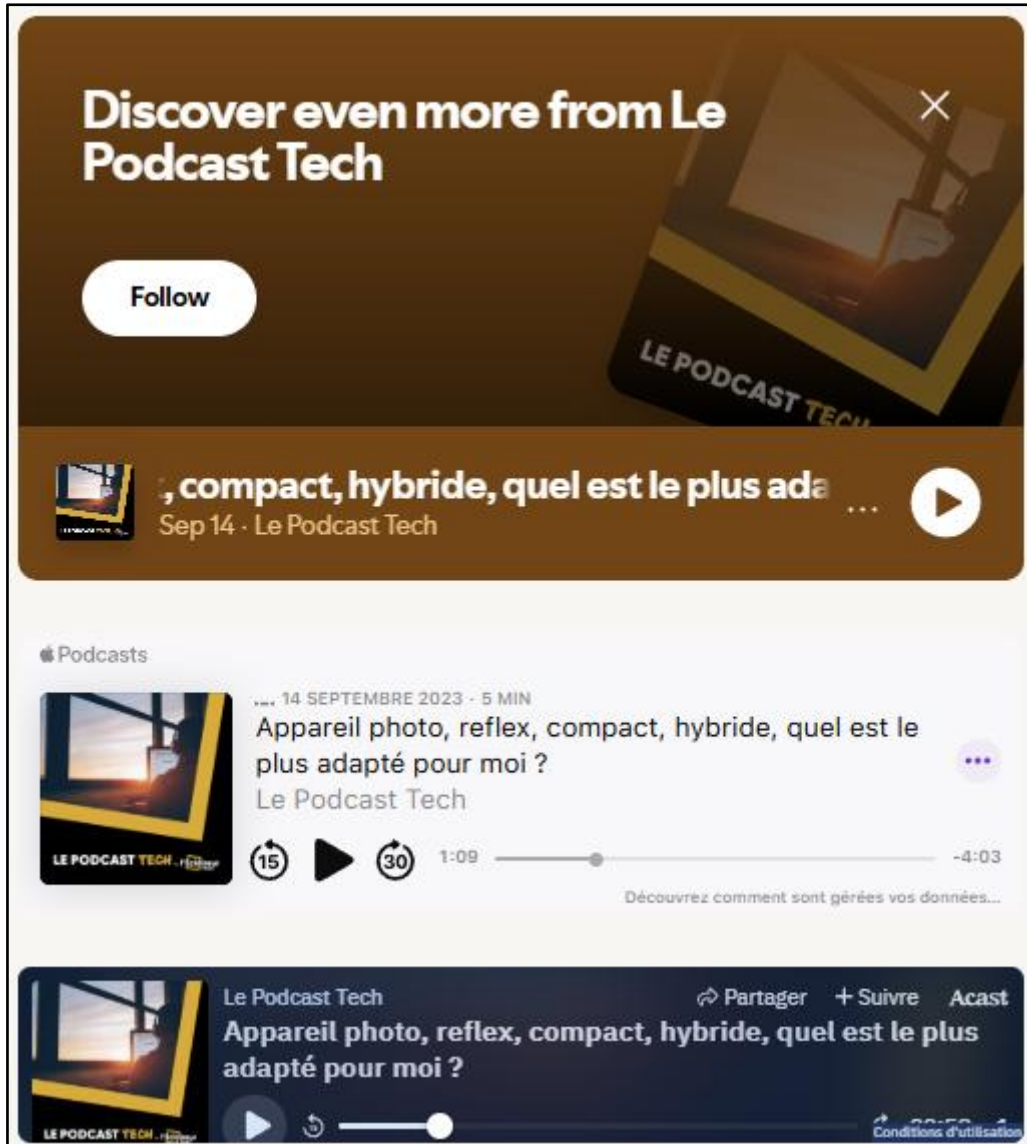 Discover even more from Le
Podcast Tech
Follow
LE PODCAST TECH
, compact, hybride, quel est le plus ada
Sep 14 · Le Podcast Tech
...
Podcasts
14 SEPTEMBRE 2023 · 5 MIN
Appareil photo, reflex, compact, hybride, quel est le
plus adapté pour moi ?
Le Podcast Tech
LE PODCAST TECH
15
30
1:09
-4:03
Découvrez comment sont gérées vos données...
Le Podcast Tech
Partager
+ Suivre
Acast
Appareil photo, reflex, compact, hybride, quel est le plus
adapté pour moi ?
LE PODCAST TECH
Conditions d'utilisation